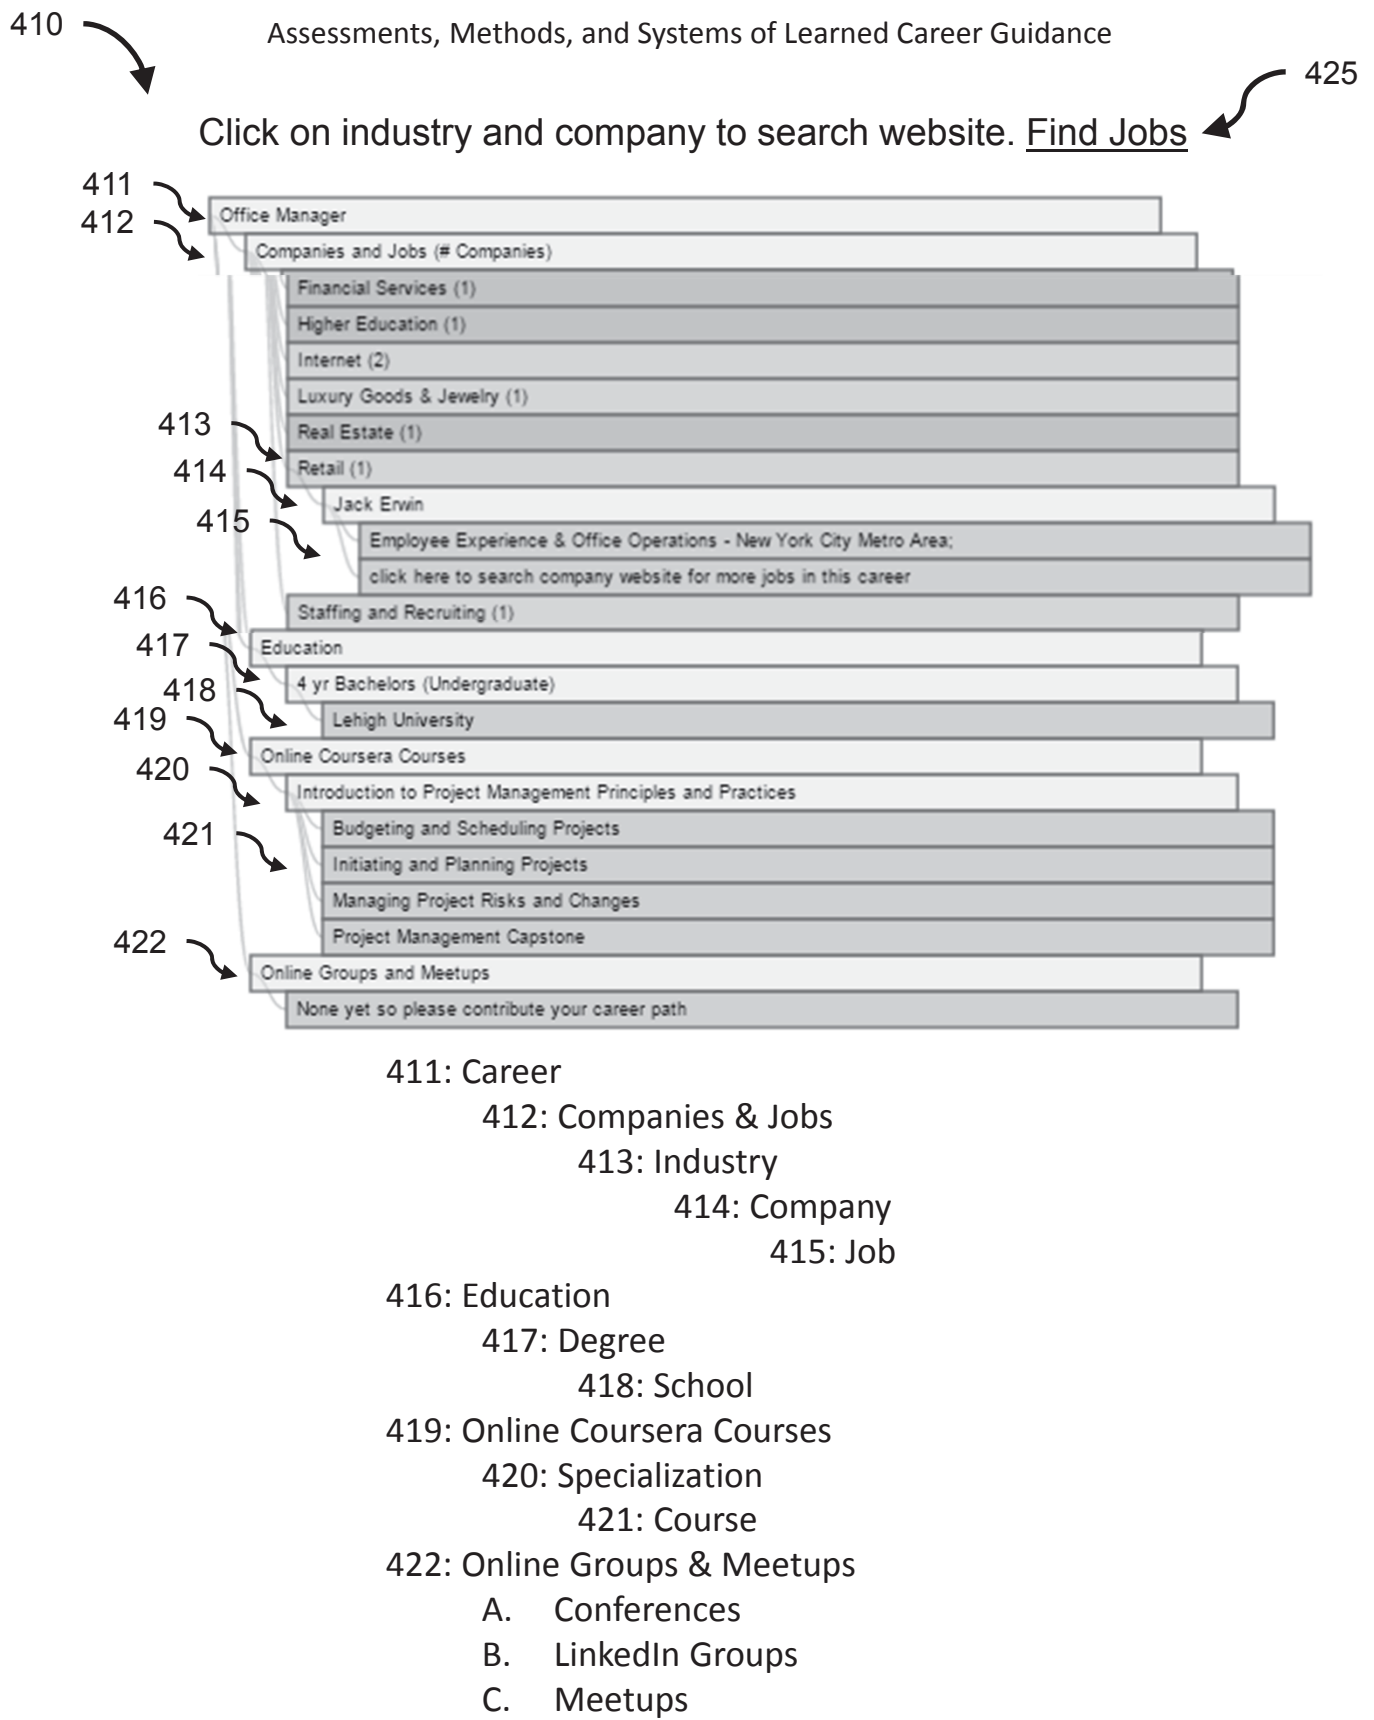 410
Assessments, Methods, and Systems of Learned Career Guidance
425
Click on industry and company to search website. Find Jobs
411
Office Manager
412
Companies and Jobs (# Companies)
Financial Services (1)
Higher Education (1)
Internet (2)
Luxury Goods & Jewelry (1)
413
Real Estate (1)
414
Retail (1)
Jack Erwin
415
Employee Experience & Office Operations - New York City Metro Area;
click here to search company website for more jobs in this career
416
Staffing and Recruiting (1)
417
Education
418
4 yr Bachelors (Undergraduate)
419
Lehigh University
Online Coursera Courses
420
Introduction to Project Management Principles and Practices
421
Budgeting and Scheduling Projects
Initiating and Planning Projects
Managing Project Risks and Changes
422
Project Management Capstone
Online Groups and Meetups
None yet so please contribute your career path
411: Career
412: Companies & Jobs
413: Industry
414: Company
415: Job
416: Education
417: Degree
418: School
419: Online Coursera Courses
420: Specialization
421: Course
422: Online Groups & Meetups
A. Conferences
B. LinkedIn Groups
C. Meetups